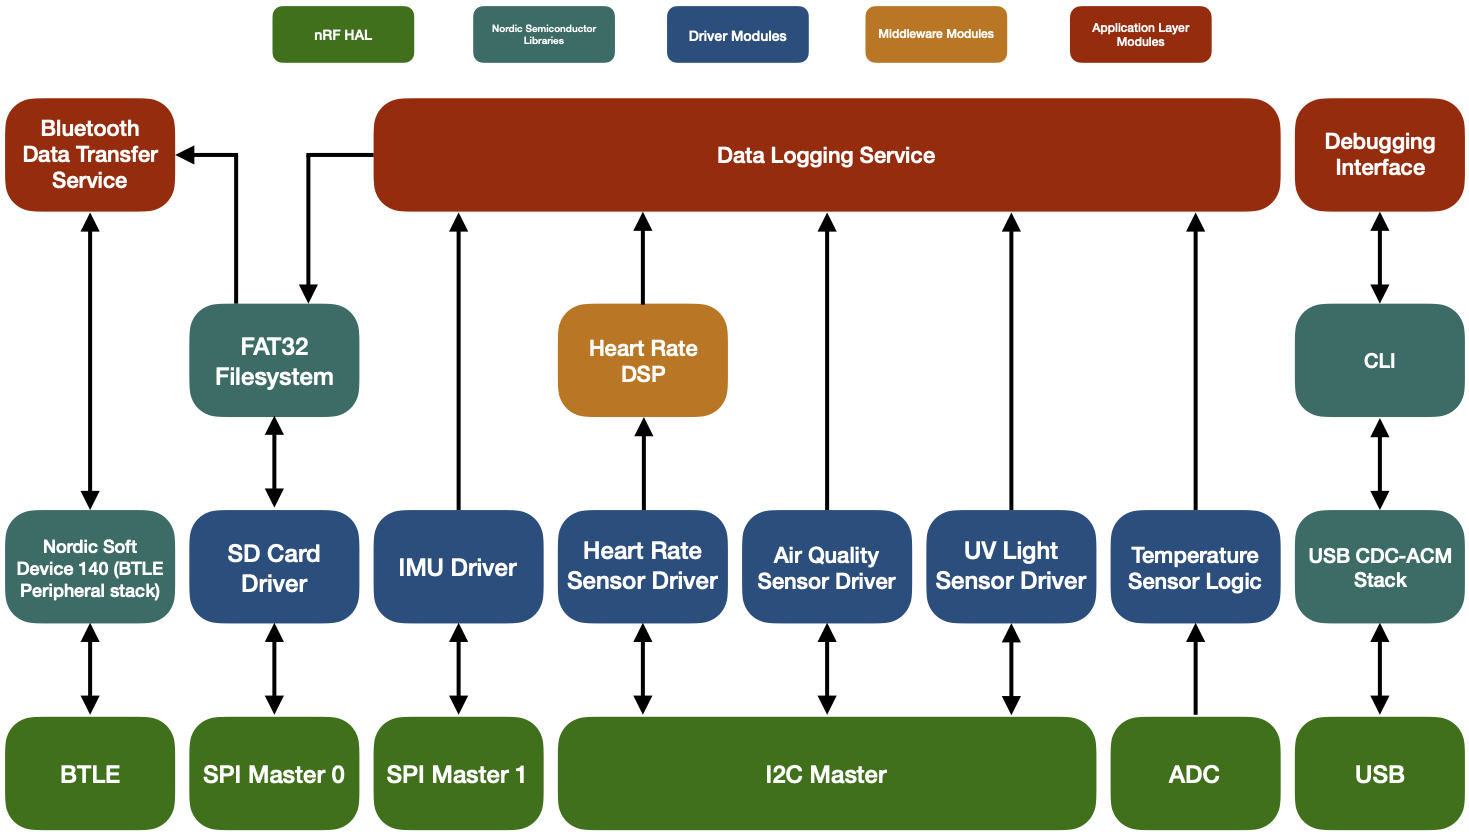 nRF HAL
Nordic Semiconductor
Libraries
Driver Modules
Middleware Modules
Application Layer
Modules
Bluetooth
Data Transfer
Service
Data Logging Service
Debugging
Interface
FAT32
Filesystem
Heart Rate
DSP
CLI
Nordic Soft
Device 140 (BTLE
Peripheral stack)
SD Card
Driver
IMU Driver
Heart Rate
Sensor Driver
Air Quality
Sensor Driver
UV Light
Sensor Driver
Temperature
Sensor Logic
USB CDC-ACM
Stack
BTLE
SPI Master 0
SPI Master 1
I2C Master
ADC
USB